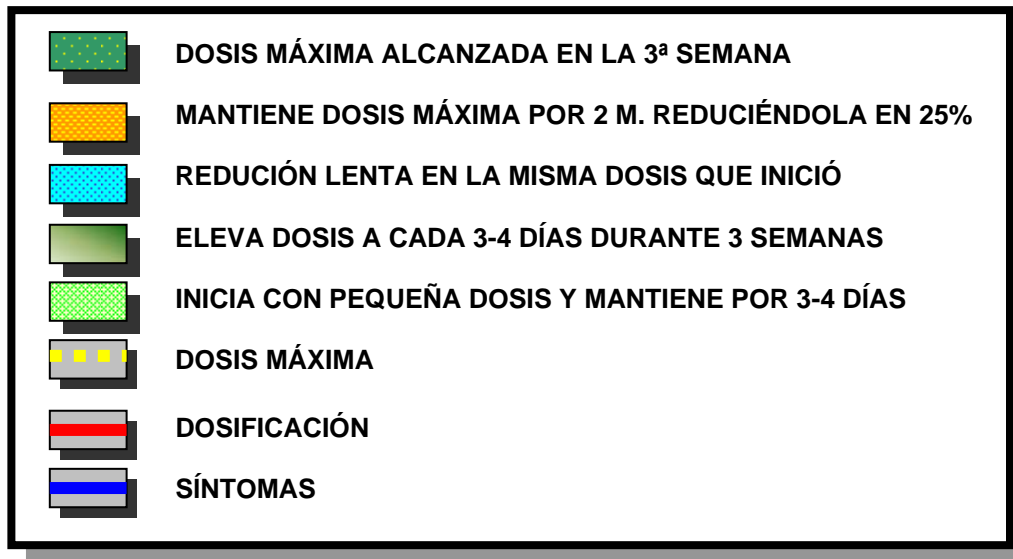 DOSIS MÁXIMA ALCANZADA EN LA 3ª SEMANA
MANTIENE DOSIS MÁXIMA POR 2 M. REDUCIÉNDOLA EN 25%
REDUCIÓN LENTA EN LA MISMA DOSIS QUE INICIÓ
ELEVA DOSIS A CADA 3-4 DÍAS DURANTE 3 SEMANAS
INICIA CON PEQUEÑA DOSIS Y MANTIENE POR 3-4 DÍAS
DOSIS MÁXIMA
DOSIFICACIÓN
SÍNTOMAS